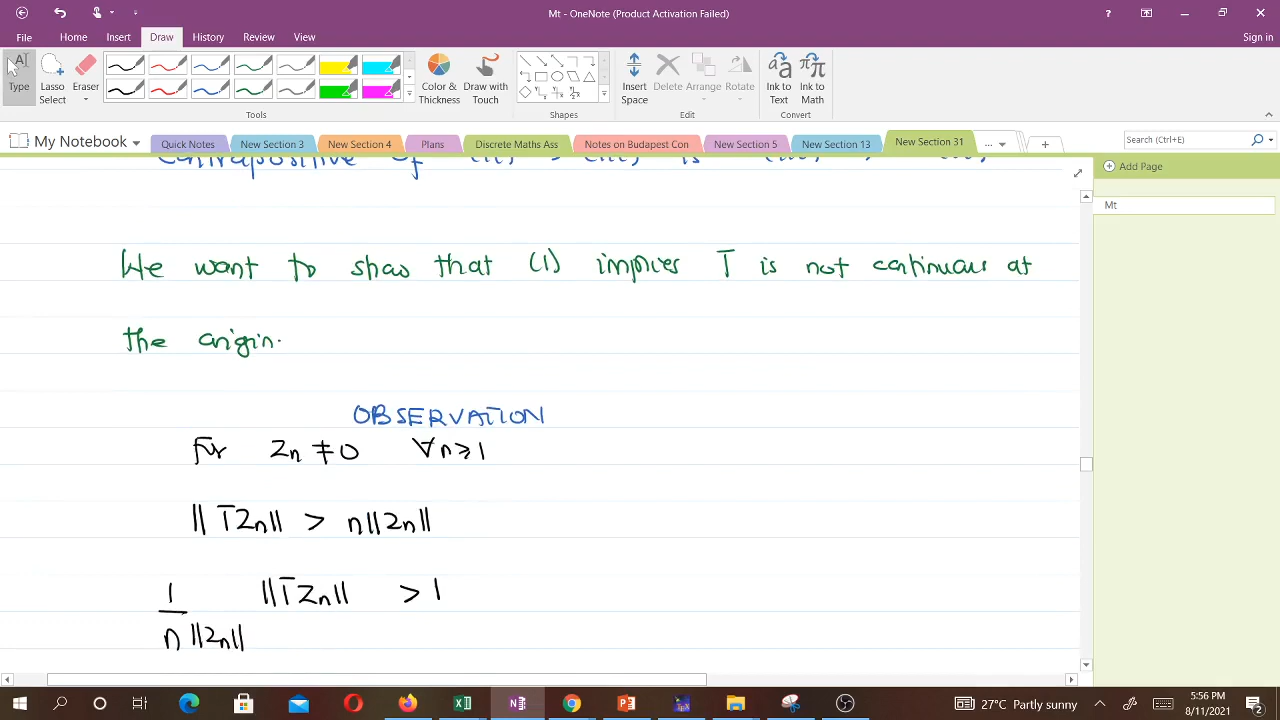 Mt - OneNote (Product Activation Failed)
File Home Insert Draw History Review View Sign in
Type Lasso Select Eraser Color & Thickness Draw with Touch Insert Space Delete Arrange Rotate Ink to Text Ink to Math
Tools Shapes Edit Convert
My Notebook Quick Notes New Section 3 New Section 4 Plans Discrete Maths Ass Notes on Budapest Con New Section 5 New Section 13 New Section 31 ... Search (Ctrl+E)
Add Page
Mt
Contrapositive of is
We want to show that (1) implies T is not continuous at
the origin.
OBSERVATION
For Zn ≠ 0 ∀n ≥ 1
||TZn|| > n||Zn||
1 ||TZn|| > 1
n ||Zn||
27°C Partly sunny 5:56 PM
8/11/2021